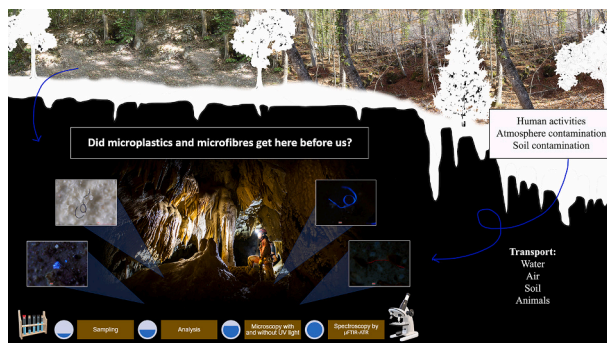 Did microplastics and microfibres get here before us?
Human activities
Atmosphere contamination
Soil contamination
Transport:
Water
Air
Soil
Animals
Sampling
Analysis
Microscopy with
and without UV light
Spectroscopy by
μFTIR-ATR